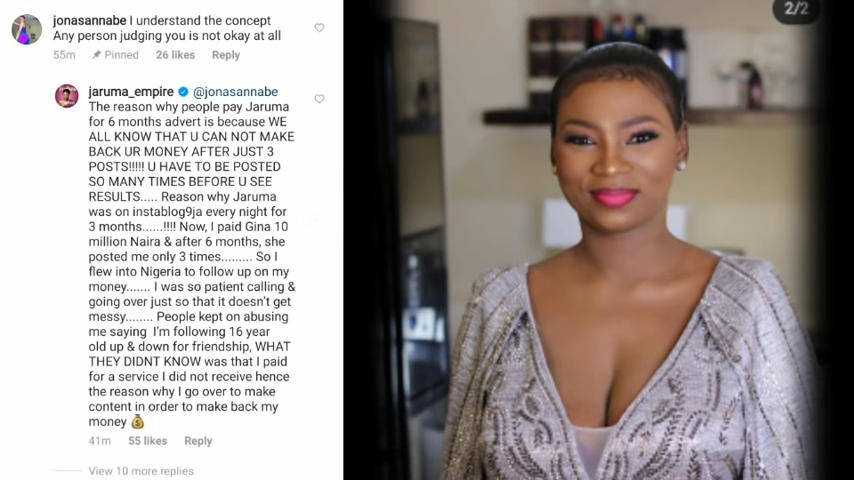 jonasannabe I understand the concept
Any person judging you is not okay at all
55m Pinned 26 likes Reply
jaruma_empire @jonasannabe
The reason why people pay Jaruma
for 6 months advert is because WE
ALL KNOW THAT U CAN NOT MAKE
BACK UR MONEY AFTER JUST 3
POSTS!!!!! U HAVE TO BE POSTED
SO MANY TIMES BEFORE U SEE
RESULTS..... Reason why Jaruma
was on instablog9ja every night for
3 months......!!!! Now, I paid Gina 10
million Naira & after 6 months, she
posted me only 3 times......... So I
flew into Nigeria to follow up on my
money....... I was so patient calling &
going over just so that it doesn't get
messy........ People kept on abusing
me saying I'm following 16 year
old up & down for friendship, WHAT
THEY DIDNT KNOW was that I paid
for a service I did not receive hence
the reason why I go over to make
content in order to make back my
money 💰
41m 55 likes Reply
View 10 more replies
2/2